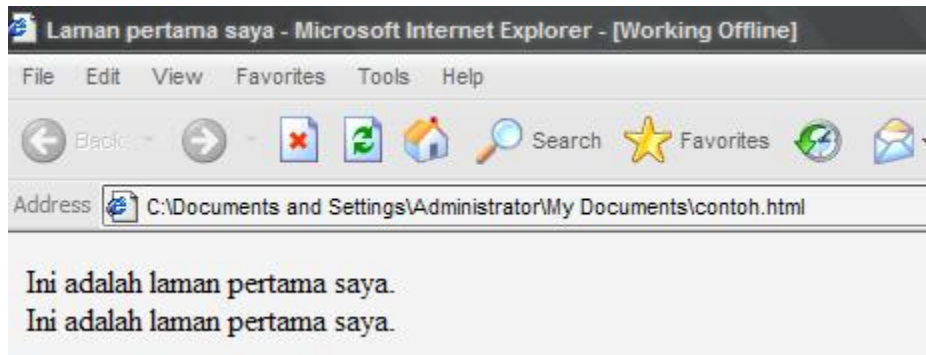 Laman pertama saya - Microsoft Internet Explorer - [Working Offline]
File Edit View Favorites Tools Help
Back Search Favorites
Address C:\Documents and Settings\Administrator\My Documents\contoh.html
Ini adalah laman pertama saya.
Ini adalah laman pertama saya.